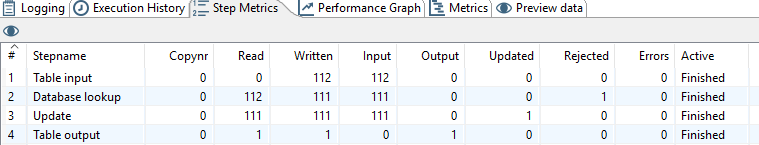 Logging Execution History Step Metrics Performance Graph Metrics Preview data
# Stepname Copynr Read Written Input Output Updated Rejected Errors Active
1 Table input 0 0 112 112 0 0 0 0 Finished
2 Database lookup 0 112 111 111 0 0 1 0 Finished
3 Update 0 111 111 111 0 1 0 0 Finished
4 Table output 0 1 1 0 1 0 0 0 Finished